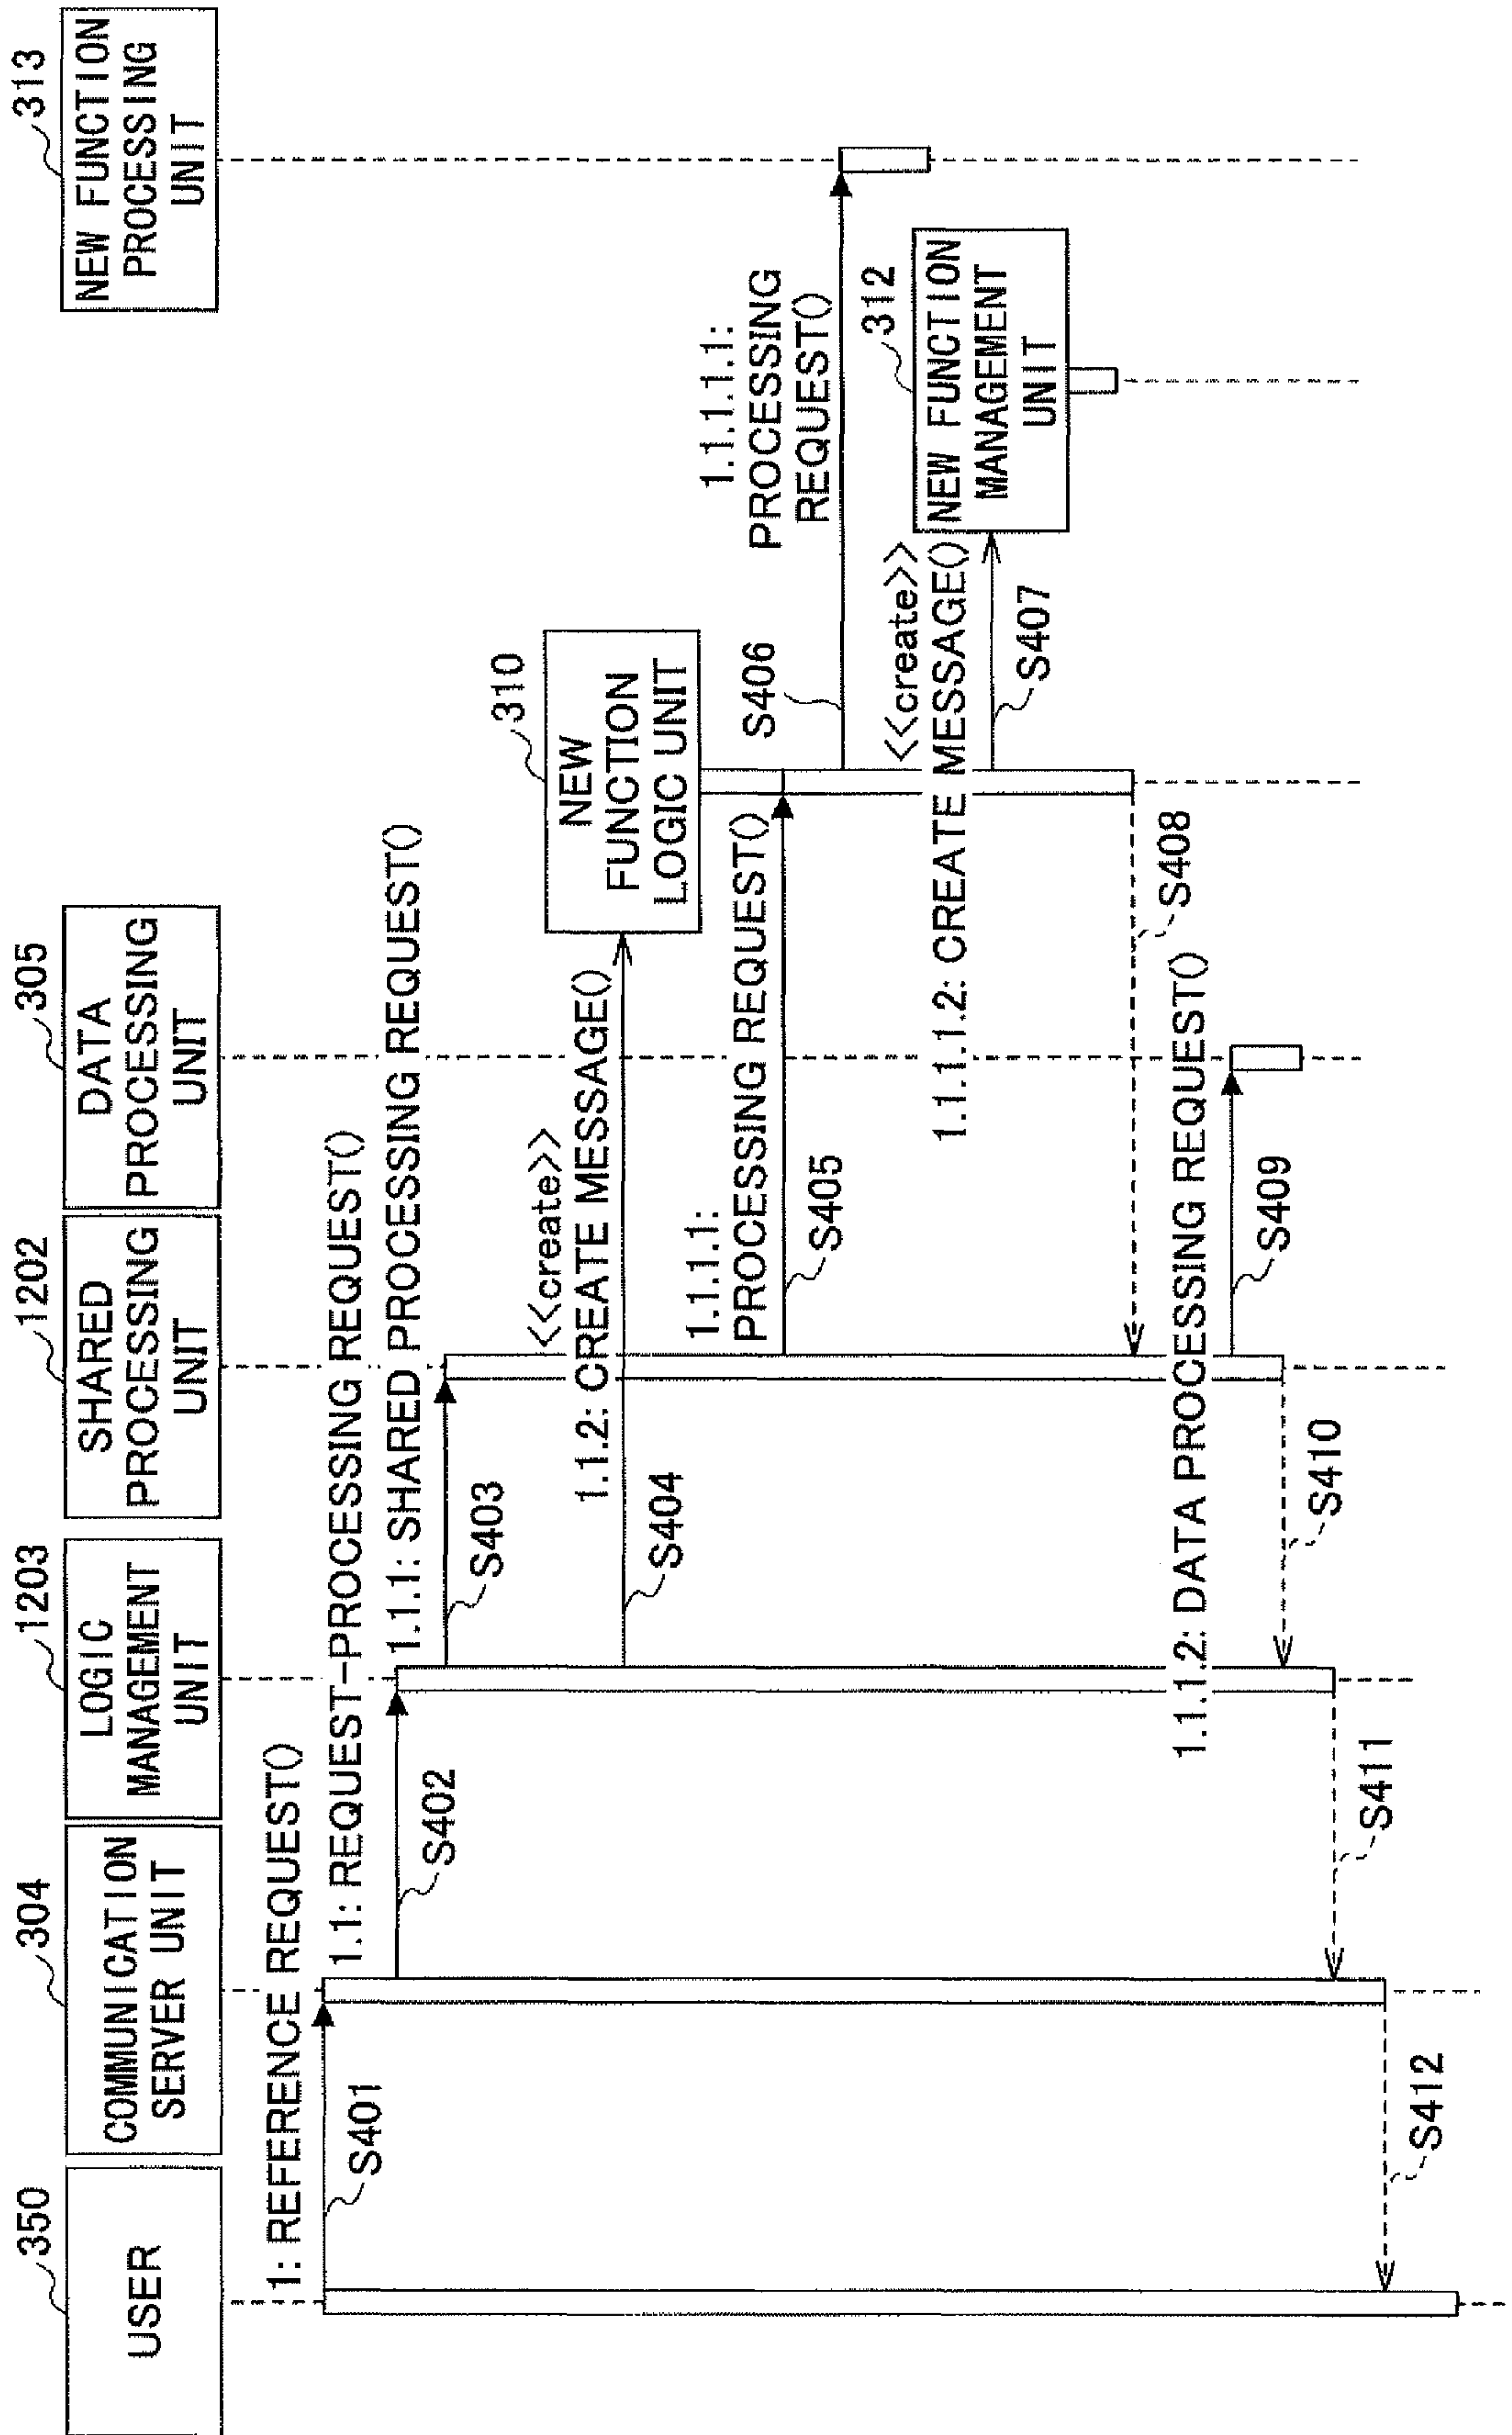 350
USER
304
COMMUNICATION
SERVER UNIT
1203
LOGIC
MANAGEMENT
UNIT
1202
SHARED
PROCESSING
UNIT
305
DATA
PROCESSING
UNIT
313
NEW FUNCTION
PROCESSING
UNIT
1: REFERENCE REQUEST()
S401
1.1: REQUEST-PROCESSING REQUEST()
S402
1.1.1: SHARED PROCESSING REQUEST()
S403
<<create>>
1.1.2: CREATE MESSAGE()
S404
310
NEW
FUNCTION
LOGIC UNIT
1.1.1.1:
PROCESSING REQUEST()
S405
1.1.1.1.1:
PROCESSING
REQUEST()
S406
<<create>>
1.1.1.1.2: CREATE MESSAGE()
S407
312
NEW FUNCTION
MANAGEMENT
UNIT
S408
1.1.1.2: DATA PROCESSING REQUEST()
S409
S410
S411
S412